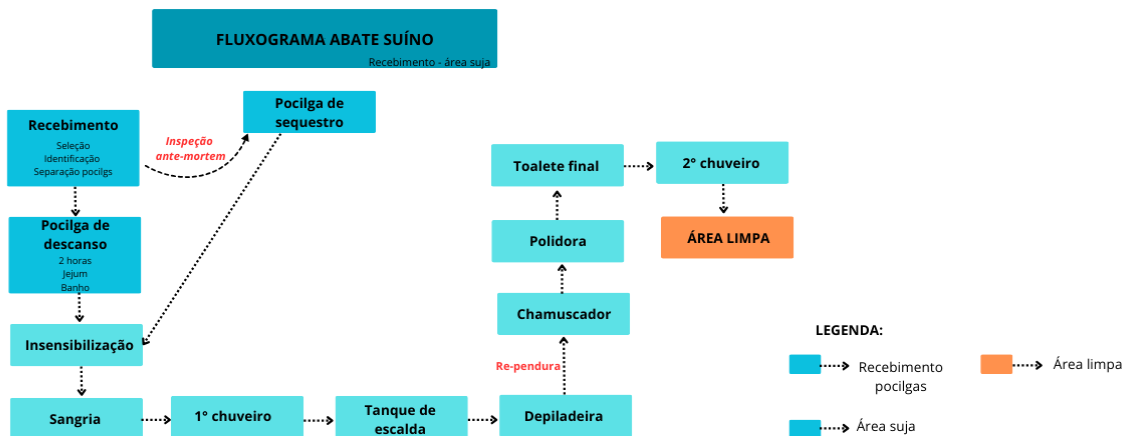 FLUXOGRAMA ABATE SUÍNO
Recebimento - área suja
Recebimento
Seleção
Identificação
Separação pocilgs
Inspeção
ante-mortem
Pocilga de
sequestro
Pocilga de
descanso
2 horas
Jejum
Banho
Insensibilização
Sangria
1° chuveiro
Tanque de
escalda
Depiladeira
Re-pendura
Chamuscador
Polidora
Toalete final
2° chuveiro
ÁREA LIMPA
LEGENDA:
Recebimento
pocilgas
Área limpa
Área suja